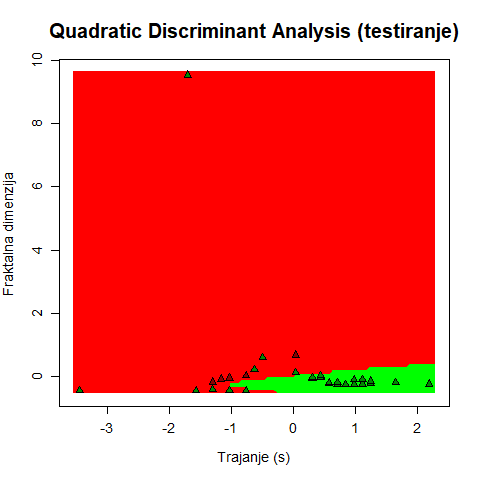 Quadratic Discriminant Analysis (testiranje)
Fraktalna dimenzija
10
8
6
4
2
0
-3 -2 -1 0 1 2
Trajanje (s)